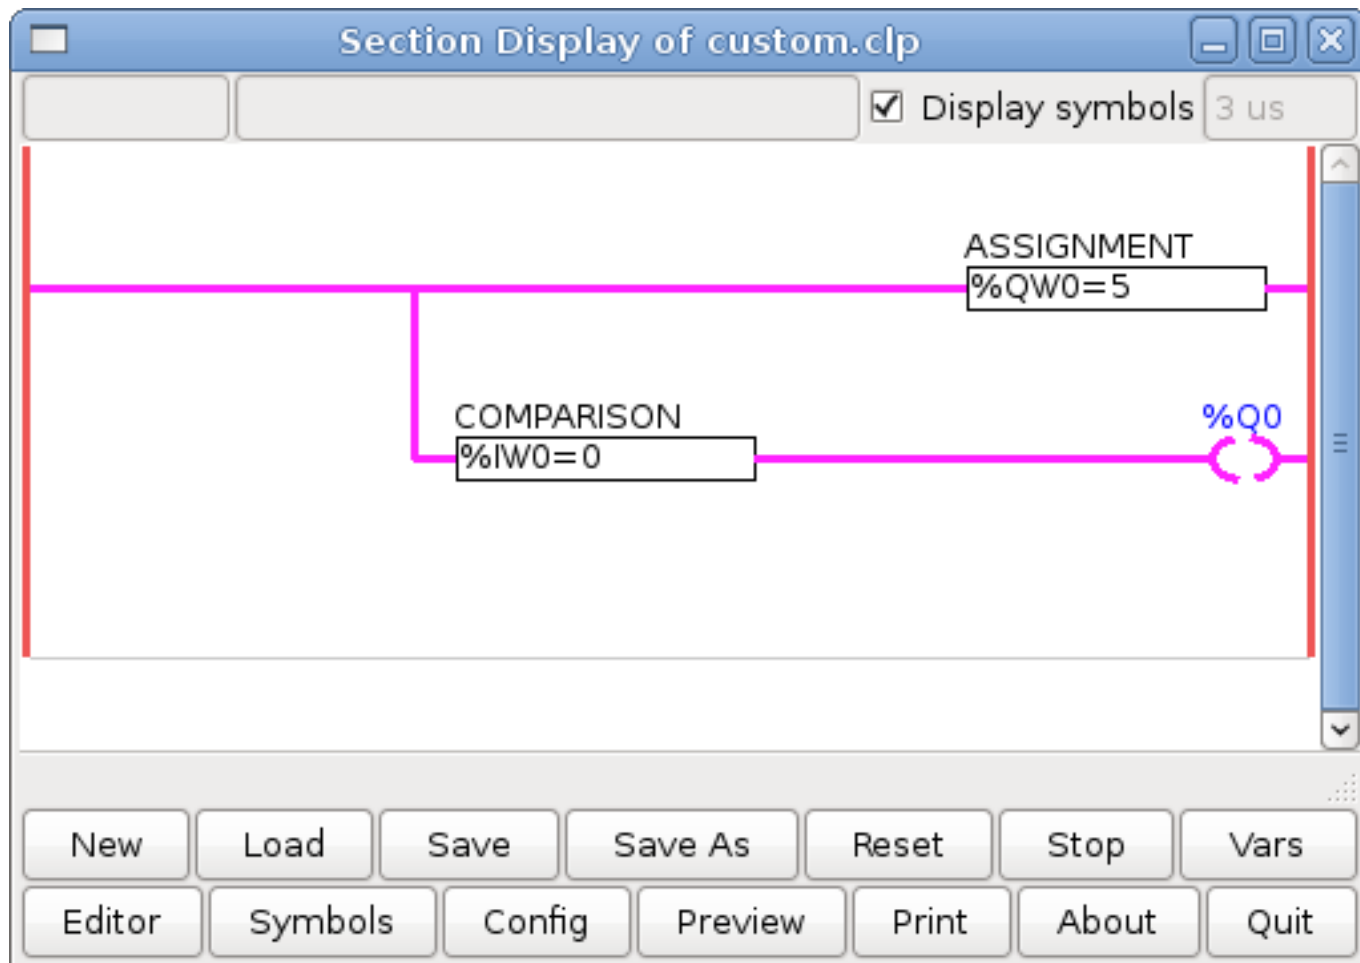 Section Display of custom.clp
Display symbols 3 us
ASSIGNMENT
%QW0=5
COMPARISON %Q0
%IW0=0
New Load Save Save As Reset Stop Vars
Editor Symbols Config Preview Print About Quit